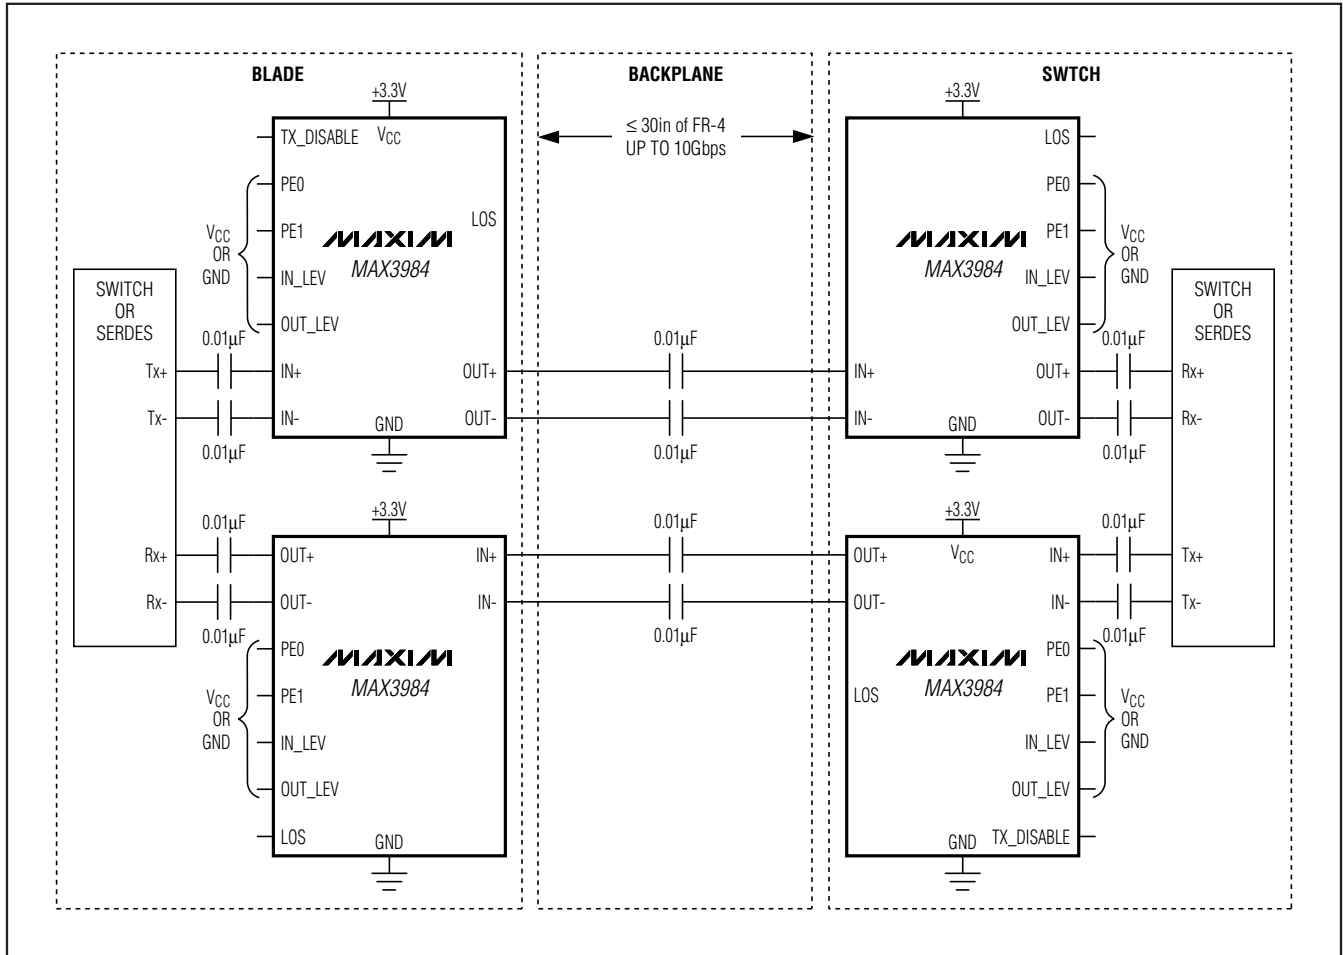 BLADE
BACKPLANE
SWTCH
≤ 30in of FR-4
UP TO 10Gbps
+3.3V
TX_DISABLE
VCC
PE0
PE1
IN_LEV
OUT_LEV
LOS
MAXIM
MAX3984
VCC
OR
GND
SWITCH
OR
SERDES
Tx+
Tx-
Rx+
Rx-
0.01µF
0.01µF
IN+
IN-
GND
OUT+
OUT-
0.01µF
0.01µF
+3.3V
LOS
PE0
PE1
IN_LEV
OUT_LEV
MAXIM
MAX3984
IN+
IN-
GND
OUT+
OUT-
VCC
OR
GND
0.01µF
0.01µF
SWITCH
OR
SERDES
Rx+
Rx-
Tx+
Tx-
0.01µF
0.01µF
+3.3V
OUT+
OUT-
PE0
PE1
IN_LEV
OUT_LEV
LOS
IN+
IN-
MAXIM
MAX3984
GND
VCC
OR
GND
0.01µF
0.01µF
+3.3V
VCC
OUT+
OUT-
LOS
MAXIM
MAX3984
IN+
IN-
PE0
PE1
IN_LEV
OUT_LEV
TX_DISABLE
GND
0.01µF
0.01µF
VCC
OR
GND